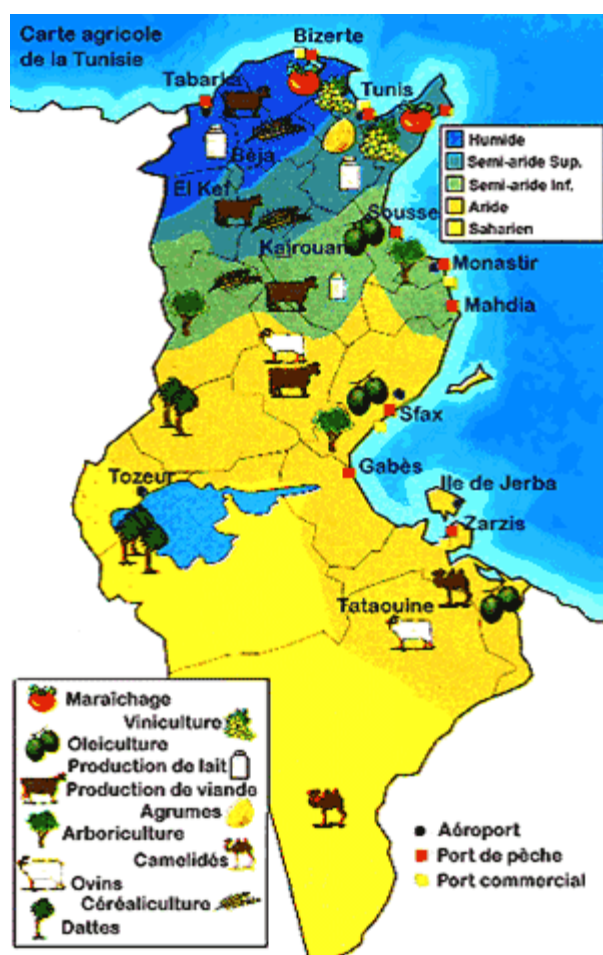 Carte agricole
de la Tunisie
Bizerte
Tabarka
Tunis
Béja
El Kef
Humide
Semi-aride Sup.
Semi-aride Inf.
Aride
Saharien
Sousse
Kairouan
Monastir
Mahdia
Sfax
Gabès
Tozeur
Ile de Jerba
Zarzis
Tataouine
Maraîchage
Viniculture
Oleiculture
Production de lait
Production de viande
Agrumes
Arboriculture
Camelidés
Ovins
Céréaliculture
Dattes
Aéroport
Port de pèche
Port commercial